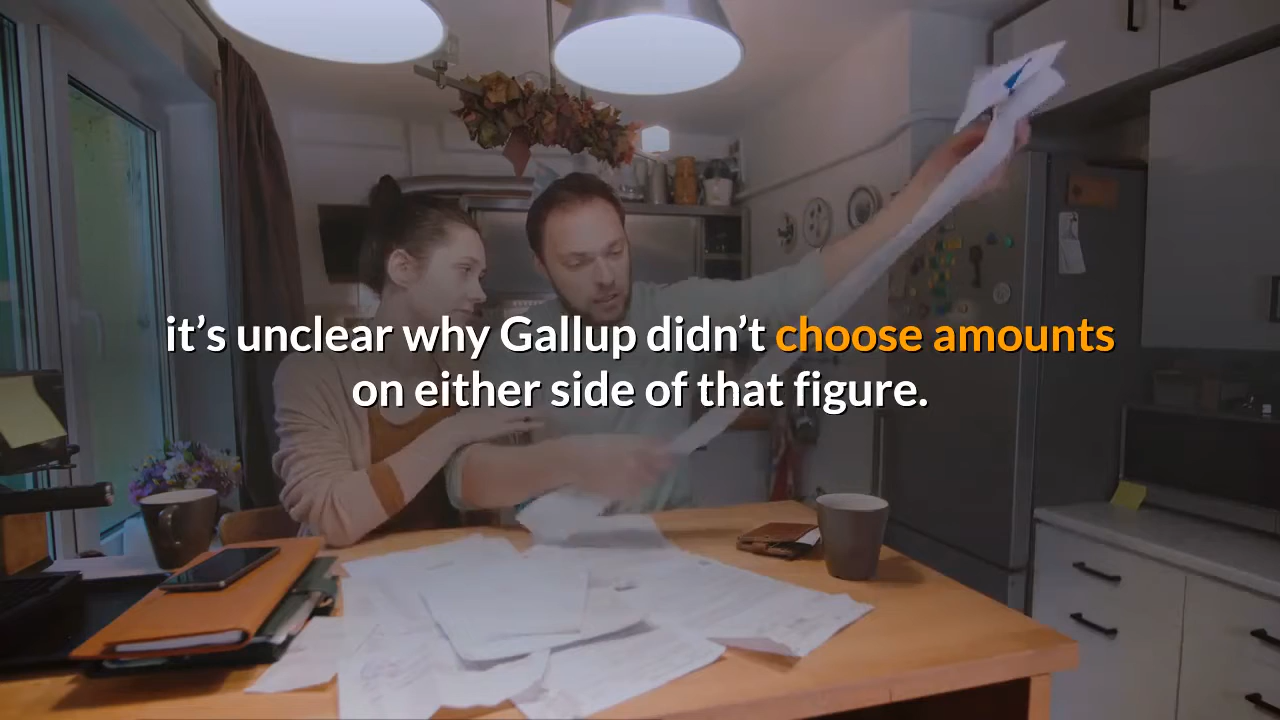 it’s unclear why Gallup didn’t choose amounts
on either side of that figure.